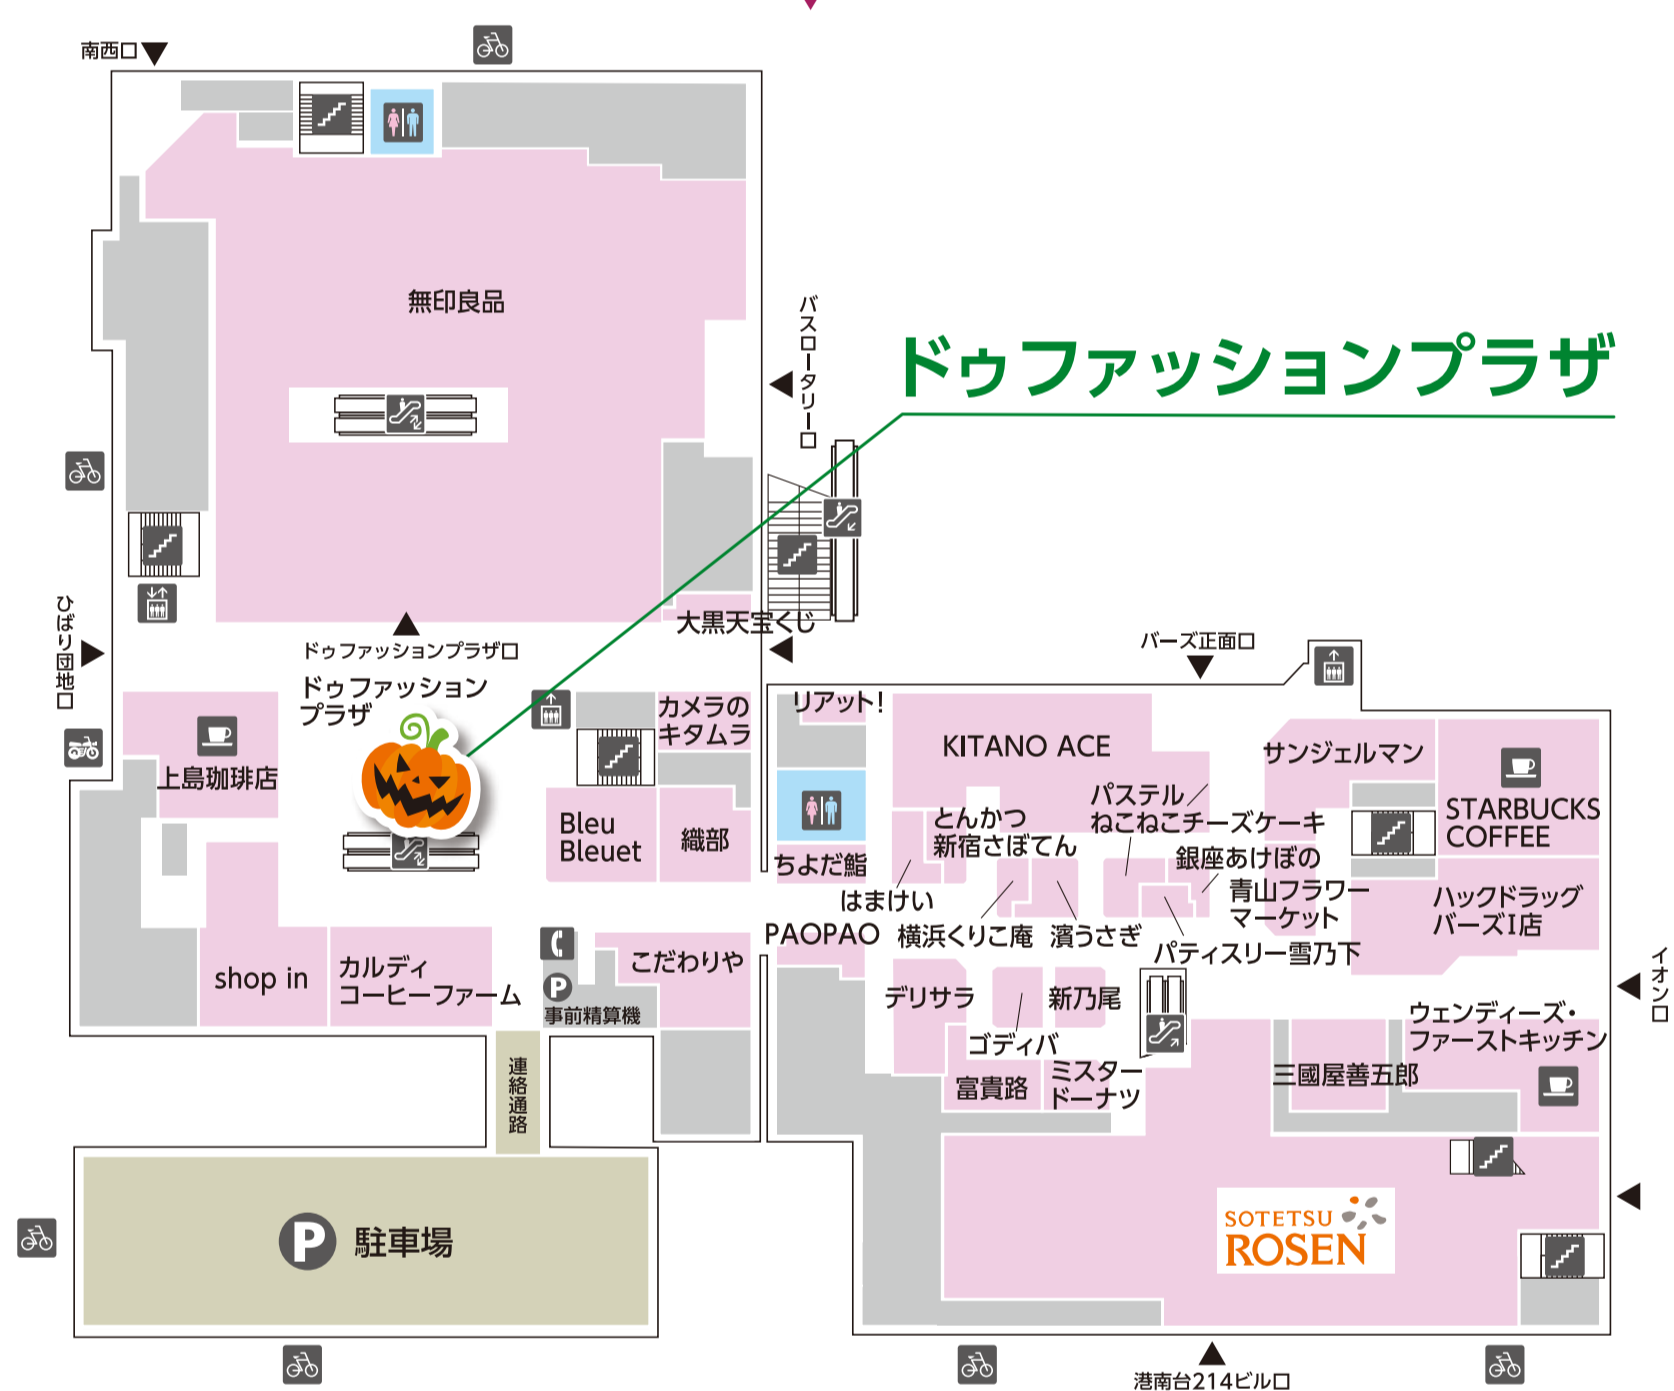 南西口
無印良品
バスロータリー口
ドゥファッションプラザ
大黒天宝くじ
ひばり団地口
ドゥファッションプラザ口
ドゥファッション
プラザ
バーズ正面口
上島珈琲店
カメラの
キタムラ
リアット!
KITANO ACE
サンジェルマン
STARBUCKS
COFFEE
Bleu
Bleuet
織部
ちよだ鮨
とんかつ
新宿さぼてん
パステル
ねこねこチーズケーキ
銀座あけぼの
はまけい
青山フラワー
マーケット
ハックドラッグ
バーズI店
PAOPAO
横浜くりこ庵
濱うさぎ
パティスリー雪乃下
shop in
カルディ
コーヒーファーム
こだわりや
P
事前精算機
デリサラ
新乃尾
ゴディバ
イオン口
ウェンディーズ・
ファーストキッチン
富貴路
ミスター
ドーナツ
三國屋善五郎
連絡通路
P 駐車場
SOTETSU
ROSEN
港南台214ビル口